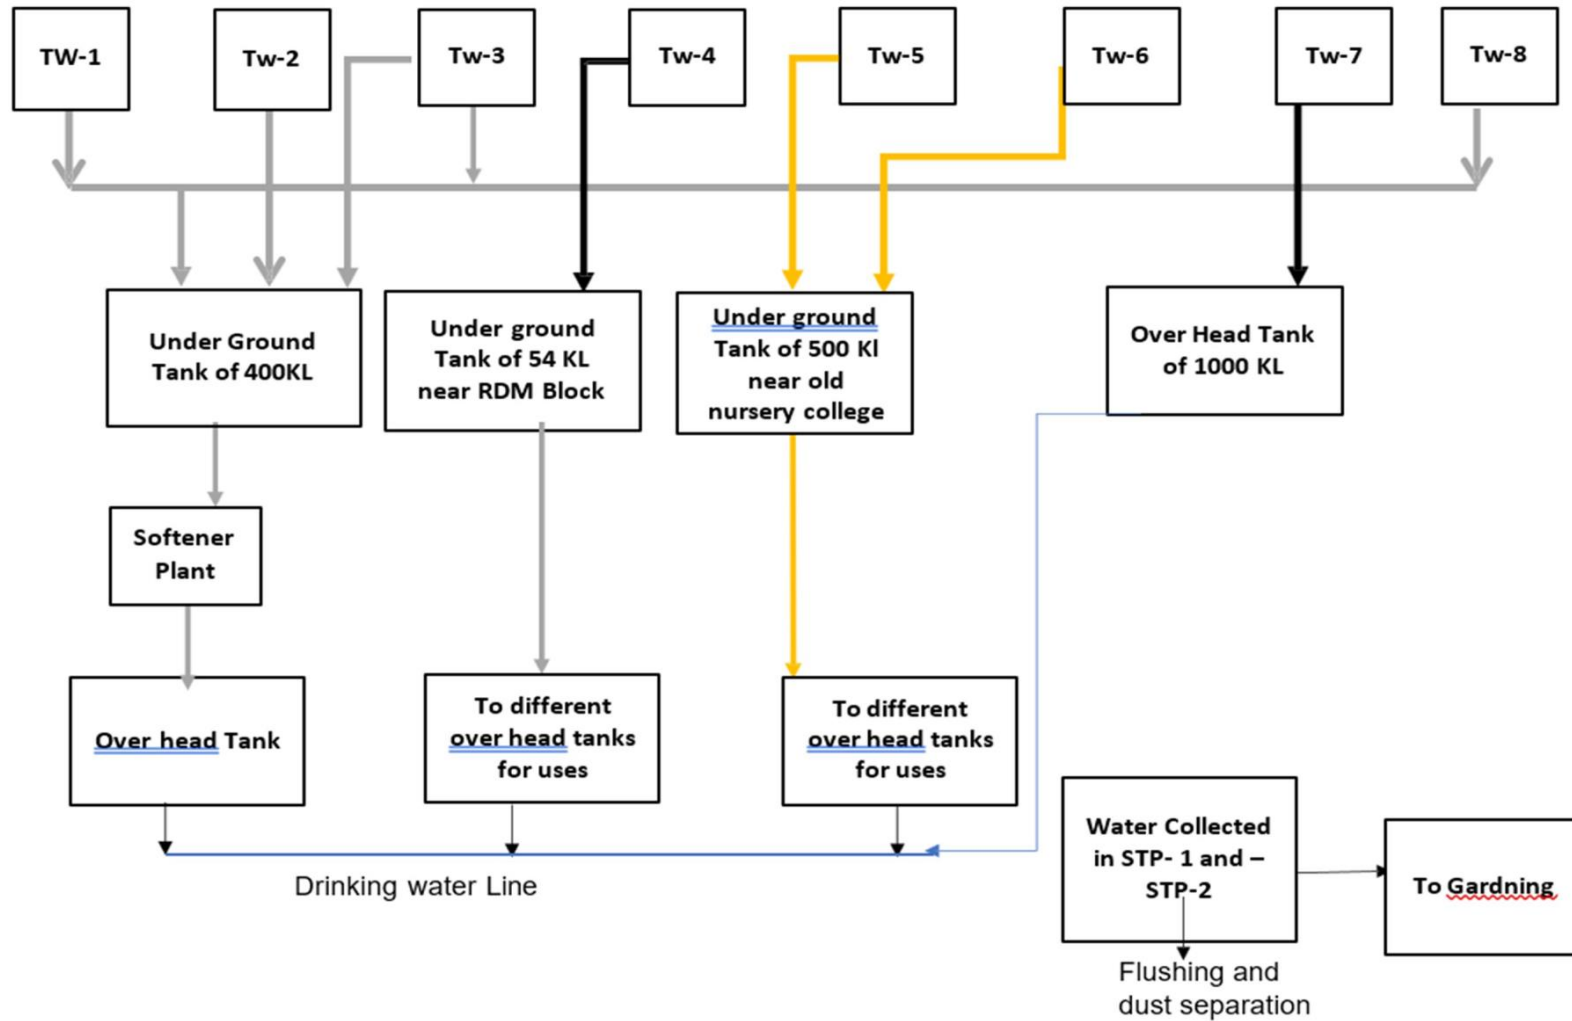 TW-1
Tw-2
Tw-3
Tw-4
Tw-5
Tw-6
Tw-7
Tw-8
Under Ground
Tank of 400KL
Under ground
Tank of 54 KL
near RDM Block
Under ground
Tank of 500 Kl
near old
nursery college
Over Head Tank
of 1000 KL
Softener
Plant
Over head Tank
To different
over head tanks
for uses
To different
over head tanks
for uses
Drinking water Line
Water Collected
in STP- 1 and –
STP-2
To Gardning
Flushing and
dust separation